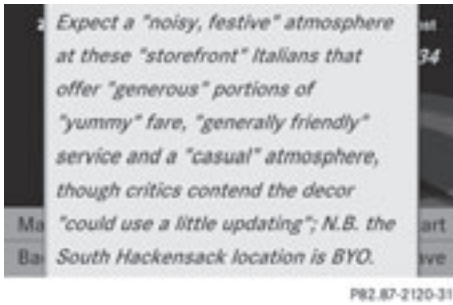 Expect a "noisy, festive" atmosphere
at these "storefront" Italians that
34
offer "generous" portions of
"yummy" fare, "generally friendly"
service and a "casual" atmosphere,
though critics contend the decor
"could use a little updating"; N.B. the
South Hackensack location is BYO.
P82.87-2120-31